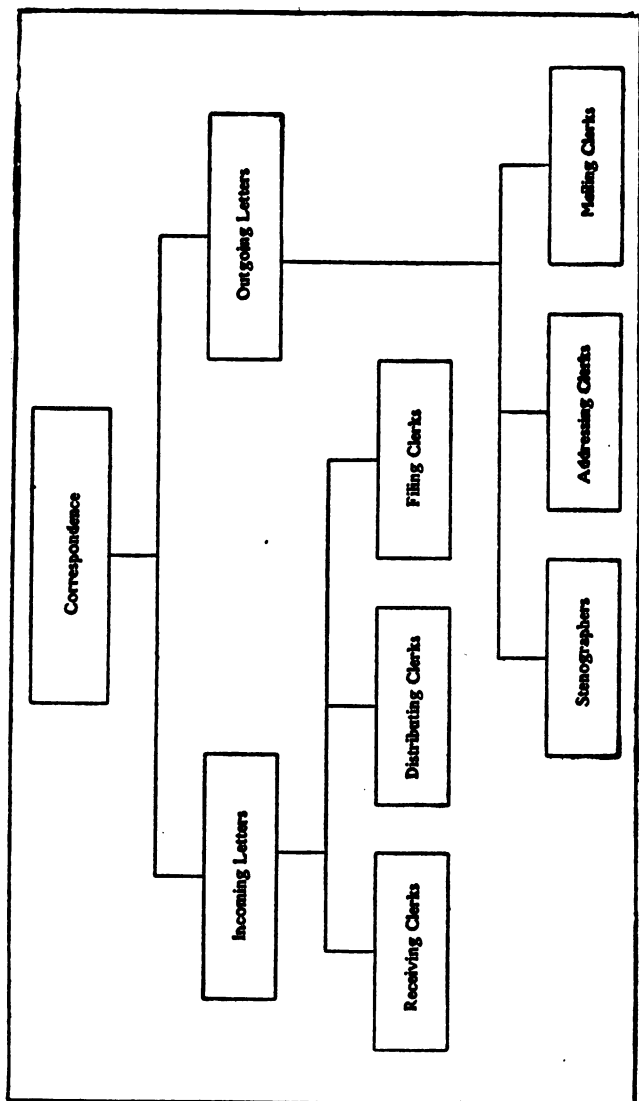 Correspondence
Incoming Letters
Outgoing Letters
Receiving Clerks
Distributing Clerks
Filing Clerks
Stenographers
Addressing Clerks
Mailing Clerks